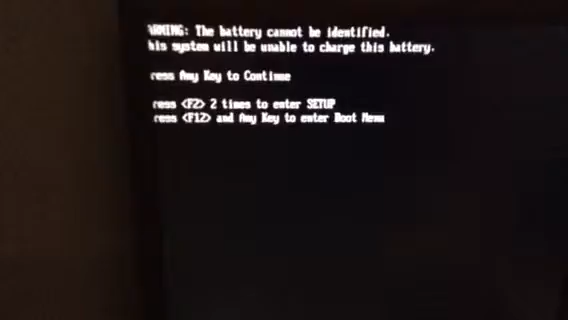 WARNING: The battery cannot be identified.
his system will be unable to charge this battery.
ress Any Key to Continue
ress <F2> 2 times to enter SETUP
ress <F12> and Any Key to enter Boot Menu